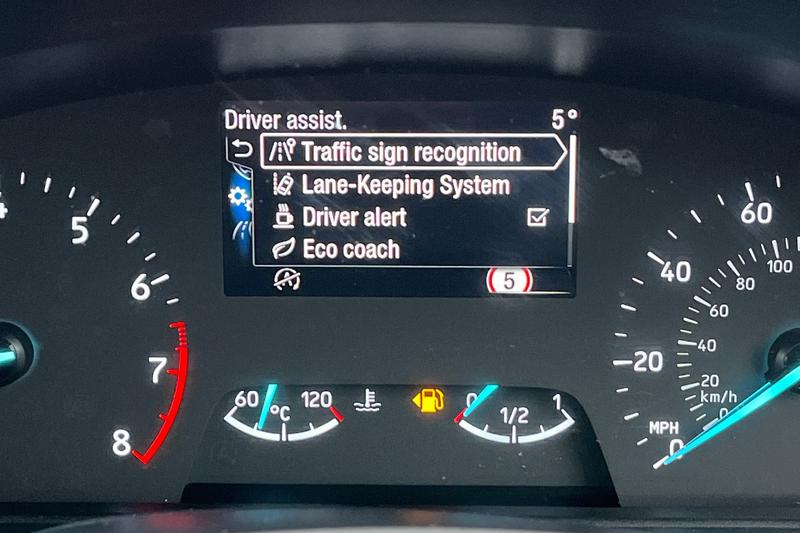 Driver assist. 5°
Traffic sign recognition
Lane-Keeping System
Driver alert
Eco coach
5
5
6
7
8
60 °C 120
0 1/2 1
60
40
20
0
MPH
100
80
60
40
20
km/h
0